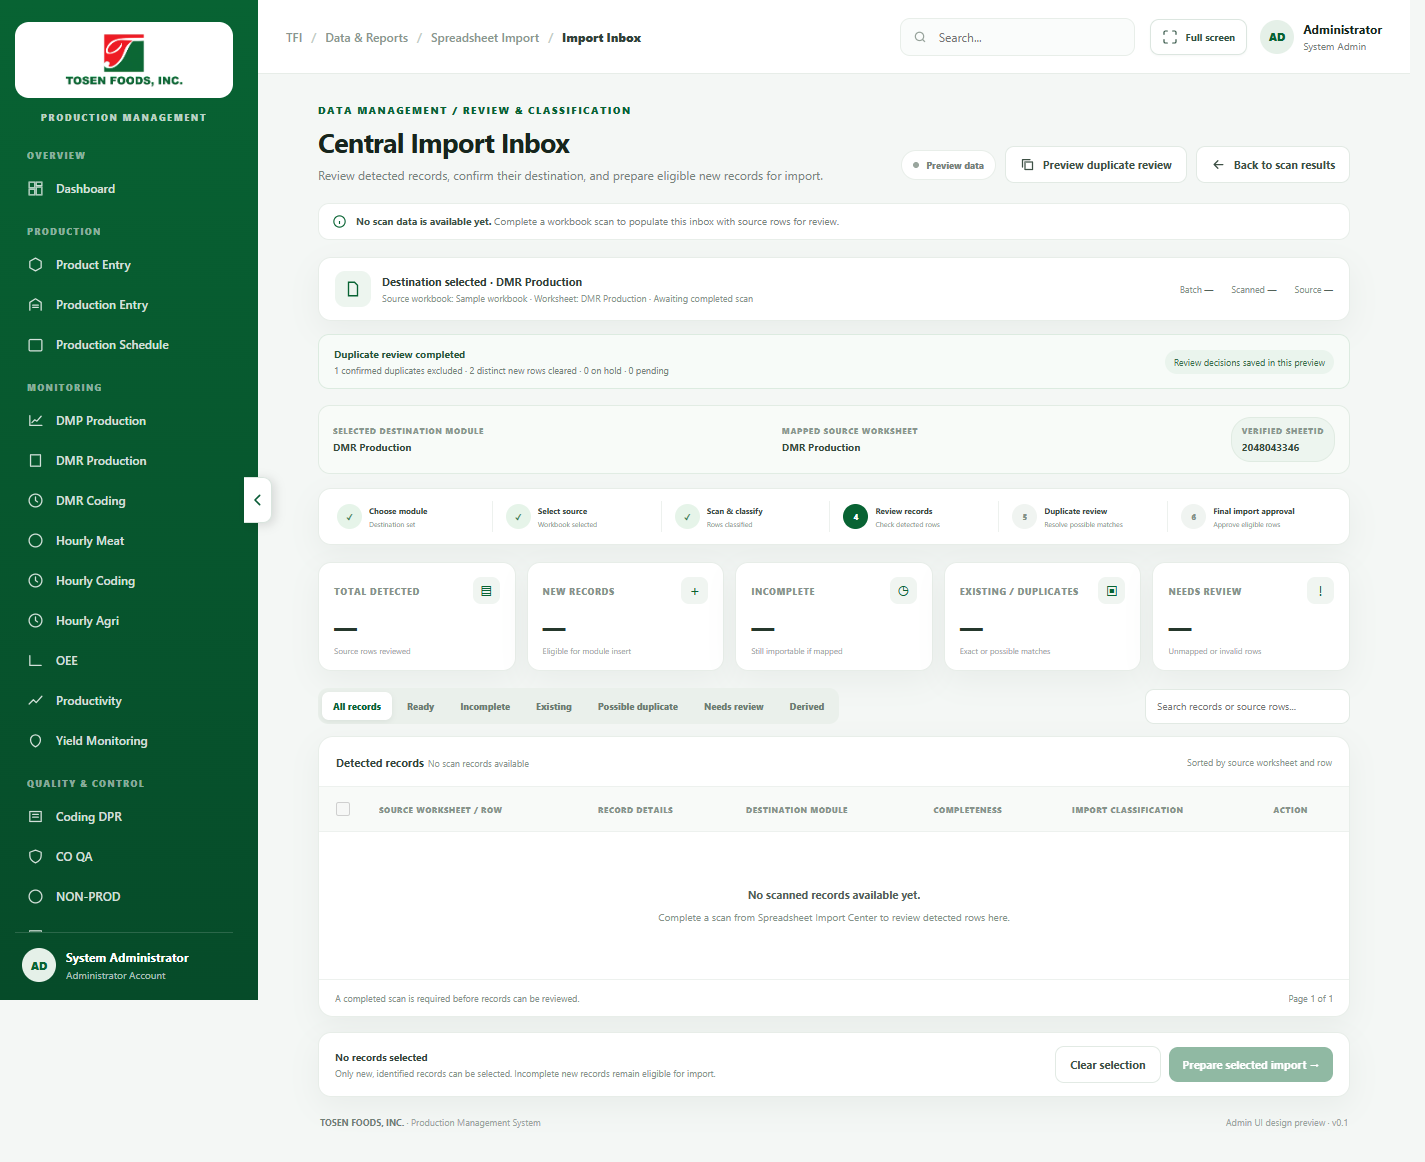 TOSEN FOODS, INC.
PRODUCTION MANAGEMENT
OVERVIEW
Dashboard
PRODUCTION
Product Entry
Production Entry
Production Schedule
MONITORING
DMP Production
DMR Production
DMR Coding
Hourly Meat
Hourly Coding
Hourly Agri
OEE
Productivity
Yield Monitoring
QUALITY & CONTROL
Coding DPR
CO QA
NON-PROD
AD
System Administrator
Administrator Account
TFI / Data & Reports / Spreadsheet Import / Import Inbox
Search...
Full screen
AD
Administrator
System Admin
DATA MANAGEMENT / REVIEW & CLASSIFICATION
Central Import Inbox
Review detected records, confirm their destination, and prepare eligible new records for import.
Preview data
Preview duplicate review
← Back to scan results
No scan data is available yet. Complete a workbook scan to populate this inbox with source rows for review.
Destination selected · DMR Production
Source workbook: Sample workbook · Worksheet: DMR Production · Awaiting completed scan
Batch — Scanned — Source —
Duplicate review completed
1 confirmed duplicates excluded · 2 distinct new rows cleared · 0 on hold · 0 pending
Review decisions saved in this preview
SELECTED DESTINATION MODULE
DMR Production
MAPPED SOURCE WORKSHEET
DMR Production
VERIFIED SHEETID
2048043346
✓ Choose module
Destination set
✓ Select source
Workbook selected
✓ Scan & classify
Rows classified
4 Review records
Check detected rows
5 Duplicate review
Resolve possible matches
6 Final import approval
Approve eligible rows
TOTAL DETECTED
—
Source rows reviewed
NEW RECORDS +
—
Eligible for module insert
INCOMPLETE
—
Still importable if mapped
EXISTING / DUPLICATES
—
Exact or possible matches
NEEDS REVIEW !
—
Unmapped or invalid rows
All records Ready Incomplete Existing Possible duplicate Needs review Derived
Search records or source rows...
Detected records No scan records available
Sorted by source worksheet and row
SOURCE WORKSHEET / ROW RECORD DETAILS DESTINATION MODULE COMPLETENESS IMPORT CLASSIFICATION ACTION
No scanned records available yet.
Complete a scan from Spreadsheet Import Center to review detected rows here.
A completed scan is required before records can be reviewed.
Page 1 of 1
No records selected
Only new, identified records can be selected. Incomplete new records remain eligible for import.
Clear selection
Prepare selected import →
TOSEN FOODS, INC. · Production Management System
Admin UI design preview · v0.1